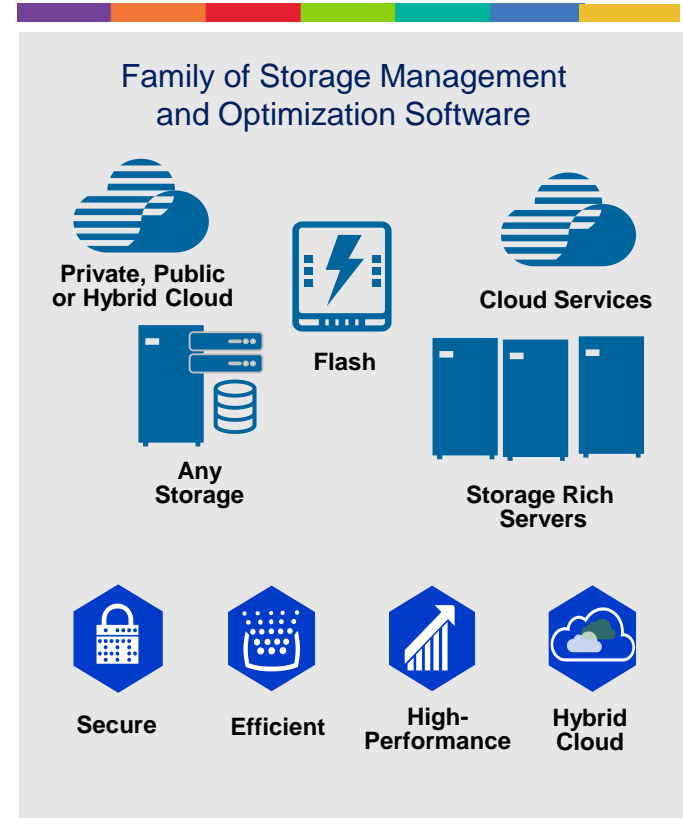 Family of Storage Management
and Optimization Software
Private, Public
or Hybrid Cloud
Flash
Cloud Services
Any
Storage
Storage Rich
Servers
Secure
Efficient
High-
Performance
Hybrid
Cloud